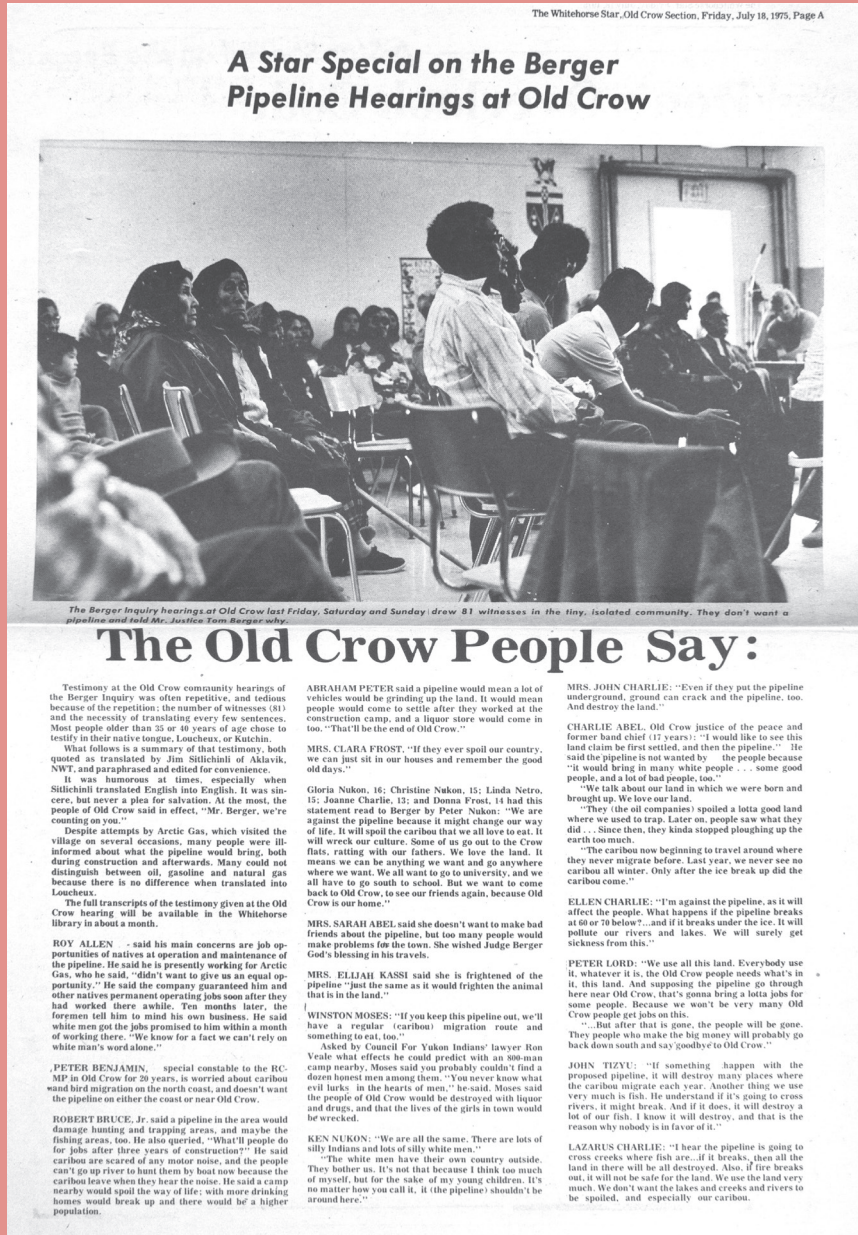 The Whitehorse Star, Old Crow Section, Friday, July 18, 1975, Page A
A Star Special on the Berger
Pipeline Hearings at Old Crow
The Berger Inquiry hearings at Old Crow last Friday, Saturday and Sunday drew 81 witnesses in the tiny, isolated community. They don't want a
pipeline and told Mr. Justice Tom Berger why.
The Old Crow People Say:
Testimony at the Old Crow community hearings of
the Berger Inquiry was often repetitive, and tedious
because of the repetition; the number of witnesses (81)
and the necessity of translating every few sentences.
Most people older than 35 or 40 years of age chose to
testify in their native tongue, Loucheux, or Kutchin.
What follows is a summary of that testimony, both
quoted as translated by Jim Sitlichinli of Aklavik,
NWT, and paraphrased and edited for convenience.
It was humorous at times, especially when
Sitlichinli translated English into English. It was sin-
cere, but never a plea for salvation. At the most, the
people of Old Crow said in effect, "Mr. Berger, we're
counting on you."
Despite attempts by Arctic Gas, which visited the
village on several occasions, many people were ill-
informed about what the pipeline would bring, both
during construction and afterwards. Many could not
distinguish between oil, gasoline and natural gas
because there is no difference when translated into
Loucheux.
The full transcripts of the testimony given at the Old
Crow hearing will be available in the Whitehorse
library in about a month.
ROY ALLEN - said his main concerns are job op-
portunities of natives at operation and maintenance of
the pipeline. He said he is presently working for Arctic
Gas, who he said, "didn't want to give us an equal op-
portunity." He said the company guaranteed him and
other natives permanent operating jobs soon after they
had worked there awhile. Ten months later, the
foremen tell him to mind his own business. He said
white men got the jobs promised to him within a month
of working there. "We know for a fact we can't rely on
white man's word alone."
PETER BENJAMIN, special constable to the RC-
MP in Old Crow for 20 years, is worried about caribou
and bird migration on the north coast, and doesn't want
the pipeline on either the coast or near Old Crow.
ROBERT BRUCE, Jr. said a pipeline in the area would
damage hunting and trapping areas, and maybe the
fishing areas, too. He also queried, "What'll people do
for jobs after three years of construction?" He said
caribou are scared of any motor noise, and the people
can't go up river to hunt them by boat now because the
caribou leave when they hear the noise. He said a camp
nearby would spoil the way of life; with more drinking
homes would break up and there would be a higher
population.
ABRAHAM PETER said a pipeline would mean a lot of
vehicles would be grinding up the land. It would mean
people would come to settle after they worked at the
construction camp, and a liquor store would come in
too. "That'll be the end of Old Crow."
MRS. CLARA FROST, "If they ever spoil our country,
we can just sit in our houses and remember the good
old days."
Gloria Nukon, 16; Christine Nukon, 15; Linda Netro,
15; Joanne Charlie, 13; and Donna Frost, 14 had this
statement read to Berger by Peter Nukon: "We are
against the pipeline because it might change our way
of life. It will spoil the caribou that we all love to eat. It
will wreck our culture. Some of us go out to the Crow
flats, ratting with our fathers. We love the land. It
means we can be anything we want and go anywhere
where we want. We all want to go to university, and we
all have to go south to school. But we want to come
back to Old Crow, to see our friends again, because Old
Crow is our home."
MRS. SARAH ABEL said she doesn't want to make bad
friends about the pipeline, but too many people would
make problems for the town. She wished Judge Berger
God's blessing in his travels.
MRS. ELIJAH KASSI said she is frightened of the
pipeline "just the same as it would frighten the animal
that is in the land."
WINSTON MOSES: "If you keep this pipeline out, we'll
have a regular (caribou) migration route and
something to eat, too."
Asked by Council For Yukon Indians' lawyer Ron
Veale what effects he could predict with an 800-man
camp nearby, Moses said you probably couldn't find a
dozen honest men among them. "You never know what
evil lurks in the hearts of men," he said. Moses said
the people of Old Crow would be destroyed with liquor
and drugs, and that the lives of the girls in town would
be wrecked.
KEN NUKON: "We are all the same. There are lots of
silly Indians and lots of silly white men."
"The white men have their own country outside.
They bother us. It's not that because I think too much
of myself, but for the sake of my young children. It's
no matter how you call it, it (the pipeline) shouldn't be
around here."
MRS. JOHN CHARLIE: "Even if they put the pipeline
underground, ground can crack and the pipeline, too.
And destroy the land."
CHARLIE ABEL, Old Crow justice of the peace and
former band chief (17 years): "I would like to see this
land claim be first settled, and then the pipeline." He
said the pipeline is not wanted by the people because
"it would bring in many white people . . . some good
people, and a lot of bad people, too."
"We talk about our land in which we were born and
brought up. We love our land.
"They (the oil companies) spoiled a lotta good land
where we used to trap. Later on, people saw what they
did . . . Since then, they kinda stopped ploughing up the
earth too much.
"The caribou now beginning to travel around where
they never migrate before. Last year, we never see no
caribou all winter. Only after the ice break up did the
caribou come."
ELLEN CHARLIE: "I'm against the pipeline, as it will
affect the people. What happens if the pipeline breaks
at 60 or 70 below?...and if it breaks under the ice. It will
pollute our rivers and lakes. We will surely get
sickness from this."
PETER LORD: "We use all this land. Everybody use
it, whatever it is, the Old Crow people needs what's in
it, this land. And supposing the pipeline go through
here near Old Crow, that's gonna bring a lotta jobs for
some people. Because we won't be very many Old
Crow people get jobs on this.
"...But after that is gone, the people will be gone.
They people who make the big money will probably go
back down south and say goodbye to Old Crow."
JOHN TIZYU: "If something happen with the
proposed pipeline, it will destroy many places where
the caribou migrate each year. Another thing we use
very much is fish. He understand if it's going to cross
rivers, it might break. And if it does, it will destroy a
lot of our fish. I know it will destroy, and that is the
reason why nobody is in favor of it."
LAZARUS CHARLIE: "I hear the pipeline is going to
cross creeks where fish are...if it breaks, then all the
land in there will be all destroyed. Also, if fire breaks
out, it will not be safe for the land. We use the land very
much. We don't want the lakes and creeks and rivers to
be spoiled, and especially our caribou.